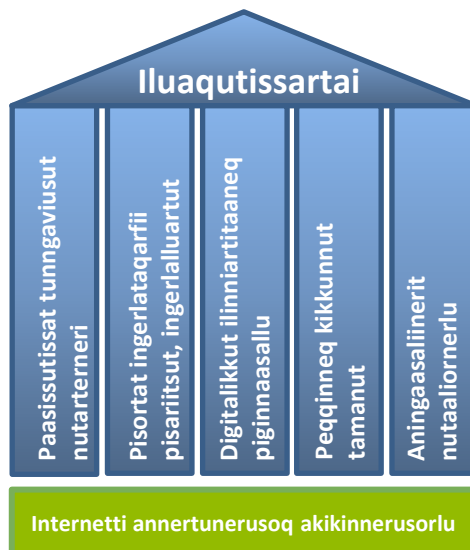 Iluaqutissartai
Paasissutissat tunngaviusut
nutarterneri
Pisortat ingerlataqarfii
pisariitsut, ingerlalluartut
Digitalikkut ilinniartitaaneq
piginnaasallu
Peqqinneq kikkunnut
tamanut
Aningaasaliinerit
nutaaliornerlu
Internetti annertunerusoq akikinnerusorlu